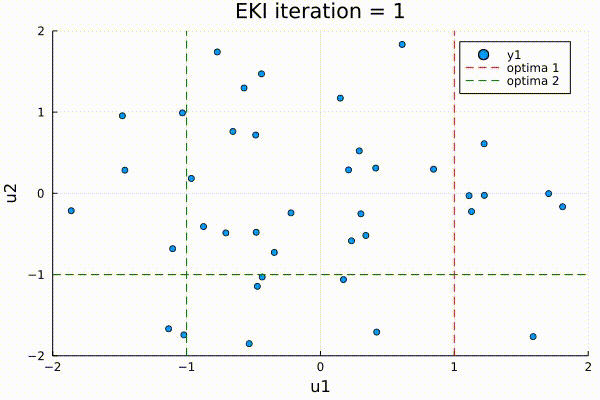 EKI iteration = 1
y1
optima 1
optima 2
2
1
0
−1
−2
u2
−2
−1
0
1
2
u1